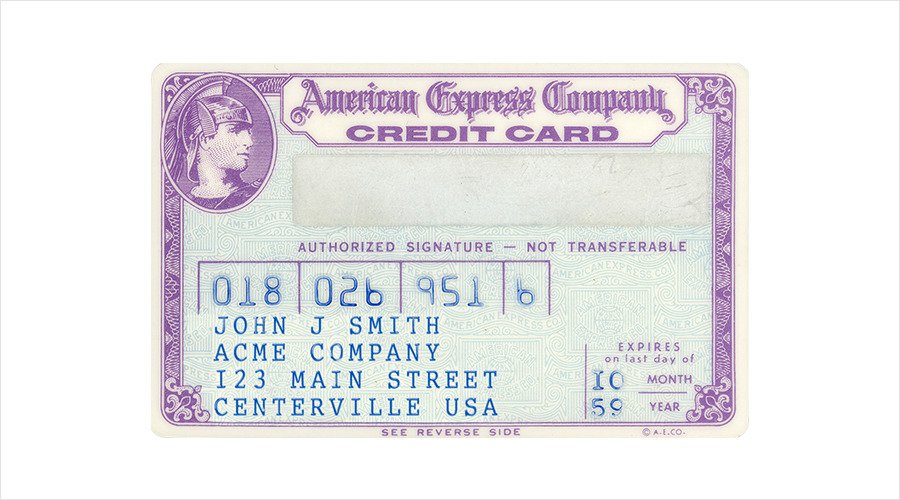 American Express Company
CREDIT CARD
AUTHORIZED SIGNATURE — NOT TRANSFERABLE
018 026 951 6
JOHN J SMITH
ACME COMPANY
123 MAIN STREET
CENTERVILLE USA
EXPIRES
on last day of
10 MONTH
59 YEAR
SEE REVERSE SIDE
© A.E.CO.